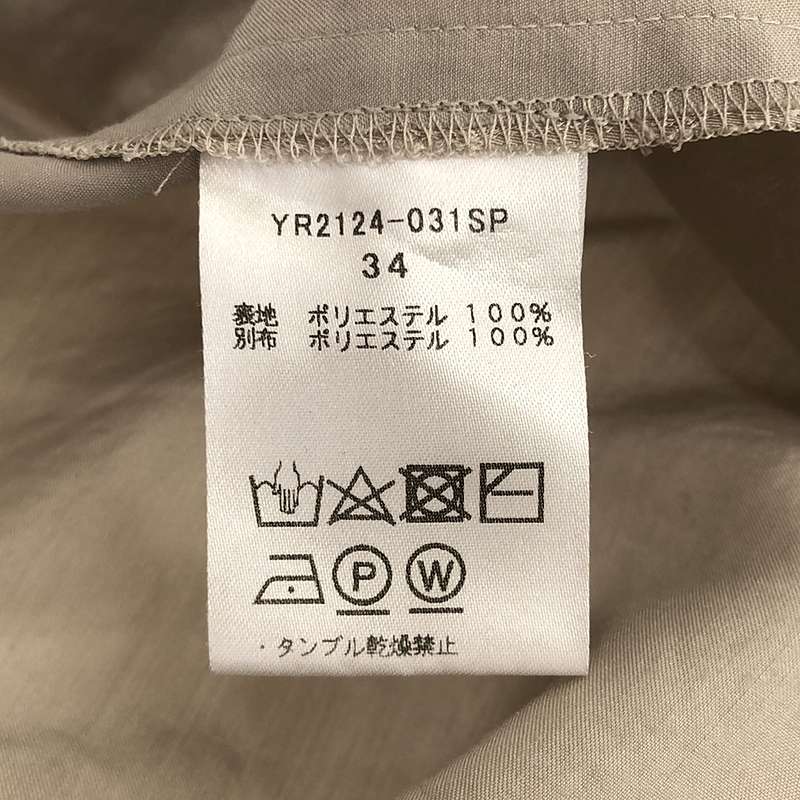 YR2124-031SP
34
裏地 ポリエステル 100%
別布 ポリエステル 100%
P W
・タンブル乾燥禁止